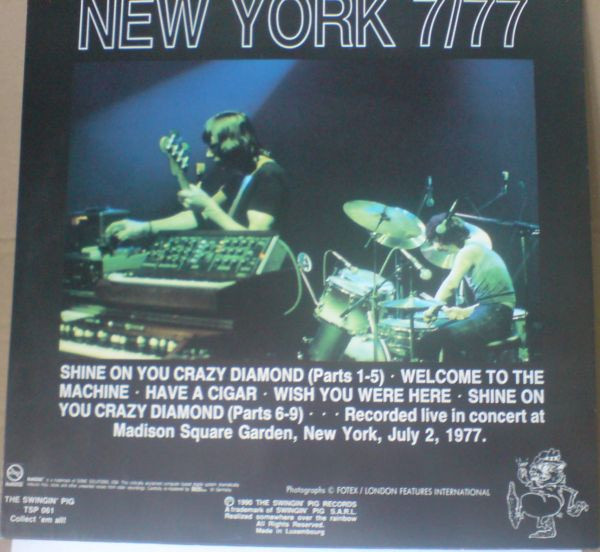 NEW YORK 7/77
SHINE ON YOU CRAZY DIAMOND (Parts 1-5) · WELCOME TO THE
MACHINE · HAVE A CIGAR · WISH YOU WERE HERE · SHINE ON
YOU CRAZY DIAMOND (Parts 6-9) · · · Recorded live in concert at
Madison Square Garden, New York, July 2, 1977.
Photographs © FOTEX / LONDON FEATURES INTERNATIONAL
THE SWINGIN' PIG
TSP 061
Collect 'em all!
© 1990 THE SWINGIN' PIG RECORDS
A trademark of SWINGIN' PIG S.A.R.L.
Realized somewhere over the rainbow
All Rights Reserved.
Made in Luxembourg